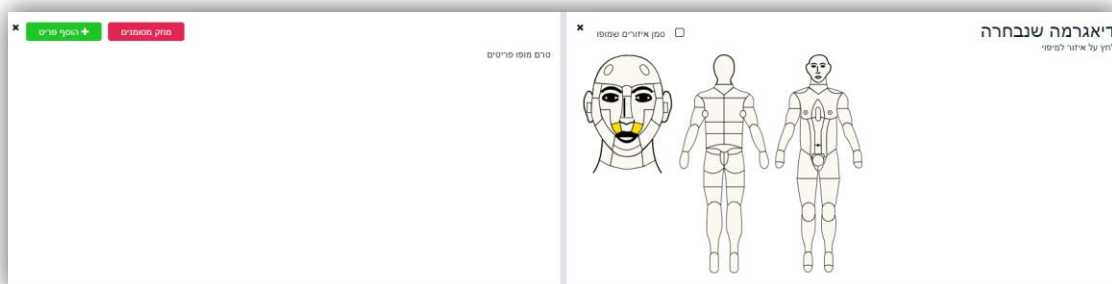 דיאגרמה שנבחרה
לחץ על איזור למיפוי
סמן איזורים שמופו
מחק מסומנים
+ הוסף פריט
טרם מופו פריטים